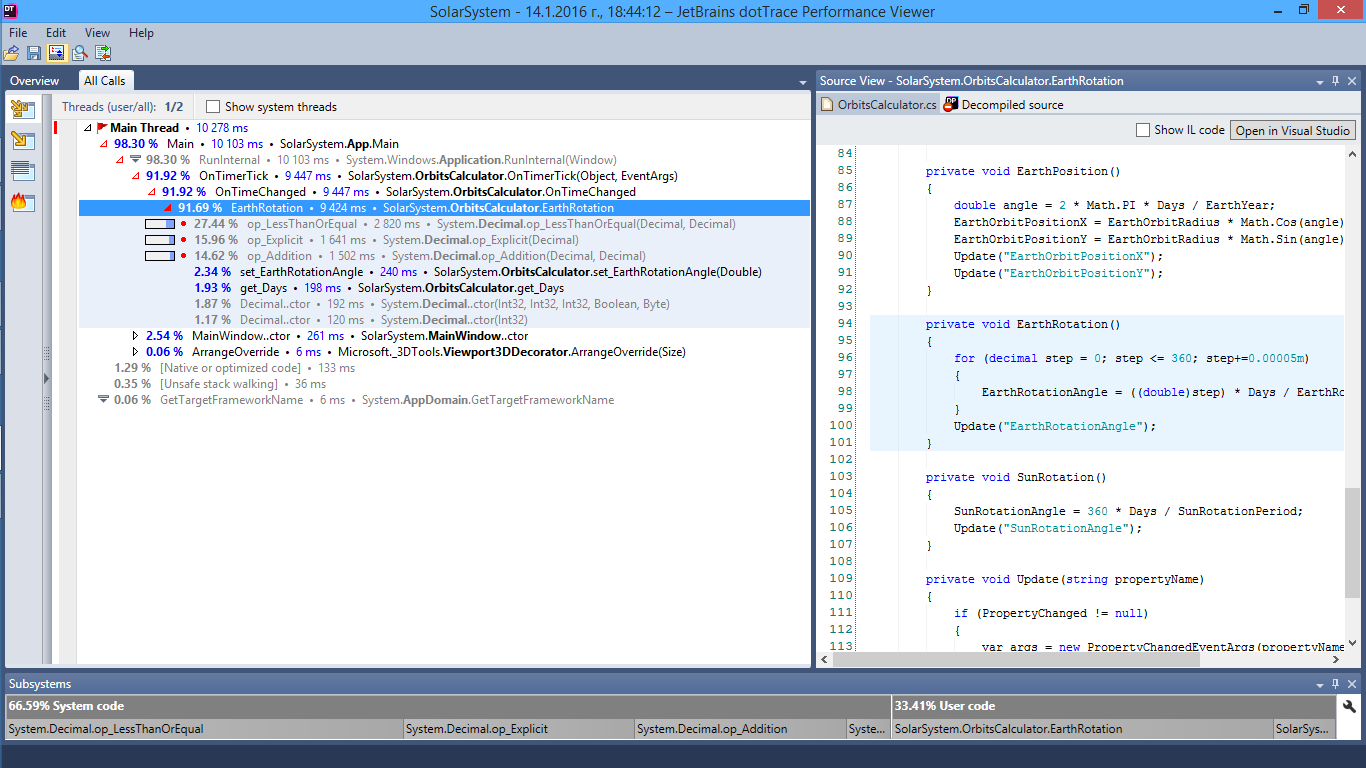 DT
SolarSystem - 14.1.2016 г., 18:44:12 – JetBrains dotTrace Performance Viewer
File Edit View Help
Overview All Calls
Threads (user/all): 1/2 Show system threads
Main Thread • 10 278 ms
98.30 % Main • 10 103 ms • SolarSystem.App.Main
98.30 % RunInternal • 10 103 ms • System.Windows.Application.RunInternal(Window)
91.92 % OnTimerTick • 9 447 ms • SolarSystem.OrbitsCalculator.OnTimerTick(Object, EventArgs)
91.92 % OnTimeChanged • 9 447 ms • SolarSystem.OrbitsCalculator.OnTimeChanged
91.69 % EarthRotation • 9 424 ms • SolarSystem.OrbitsCalculator.EarthRotation
27.44 % op_LessThanOrEqual • 2 820 ms • System.Decimal.op_LessThanOrEqual(Decimal, Decimal)
15.96 % op_Explicit • 1 641 ms • System.Decimal.op_Explicit(Decimal)
14.62 % op_Addition • 1 502 ms • System.Decimal.op_Addition(Decimal, Decimal)
2.34 % set_EarthRotationAngle • 240 ms • SolarSystem.OrbitsCalculator.set_EarthRotationAngle(Double)
1.93 % get_Days • 198 ms • SolarSystem.OrbitsCalculator.get_Days
1.87 % Decimal..ctor • 192 ms • System.Decimal..ctor(Int32, Int32, Int32, Boolean, Byte)
1.17 % Decimal..ctor • 120 ms • System.Decimal..ctor(Int32)
2.54 % MainWindow..ctor • 261 ms • SolarSystem.MainWindow..ctor
0.06 % ArrangeOverride • 6 ms • Microsoft._3DTools.Viewport3DDecorator.ArrangeOverride(Size)
1.29 % [Native or optimized code] • 133 ms
0.35 % [Unsafe stack walking] • 36 ms
0.06 % GetTargetFrameworkName • 6 ms • System.AppDomain.GetTargetFrameworkName
Source View - SolarSystem.OrbitsCalculator.EarthRotation
OrbitsCalculator.cs DP Decompiled source
Show IL code Open in Visual Studio
84
85 private void EarthPosition()
86 {
87 double angle = 2 * Math.PI * Days / EarthYear;
88 EarthOrbitPositionX = EarthOrbitRadius * Math.Cos(angle)
89 EarthOrbitPositionY = EarthOrbitRadius * Math.Sin(angle)
90 Update("EarthOrbitPositionX");
91 Update("EarthOrbitPositionY");
92 }
93
94 private void EarthRotation()
95 {
96 for (decimal step = 0; step <= 360; step+=0.00005m)
97 {
98 EarthRotationAngle = ((double)step) * Days / EarthRo
99 }
100 Update("EarthRotationAngle");
101 }
102
103 private void SunRotation()
104 {
105 SunRotationAngle = 360 * Days / SunRotationPeriod;
106 Update("SunRotationAngle");
107 }
108
109 private void Update(string propertyName)
110 {
111 if (PropertyChanged != null)
112 {
113 var args = new PropertyChangedEventArgs(propertyName
Subsystems
66.59% System code 33.41% User code
System.Decimal.op_LessThanOrEqual System.Decimal.op_Explicit System.Decimal.op_Addition Syste... SolarSystem.OrbitsCalculator.EarthRotation SolarSys...